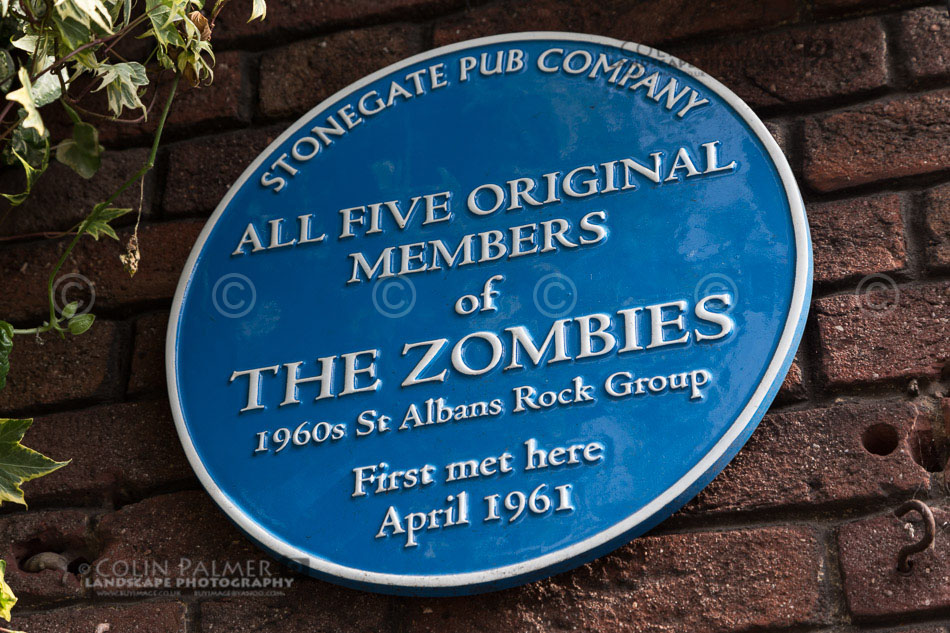 STONEGATE PUB COMPANY
ALL FIVE ORIGINAL
MEMBERS
of
THE ZOMBIES
1960s St Albans Rock Group
First met here
April 1961
© © © © © ©
© COLIN PALMER
LANDSCAPE PHOTOGRAPHY